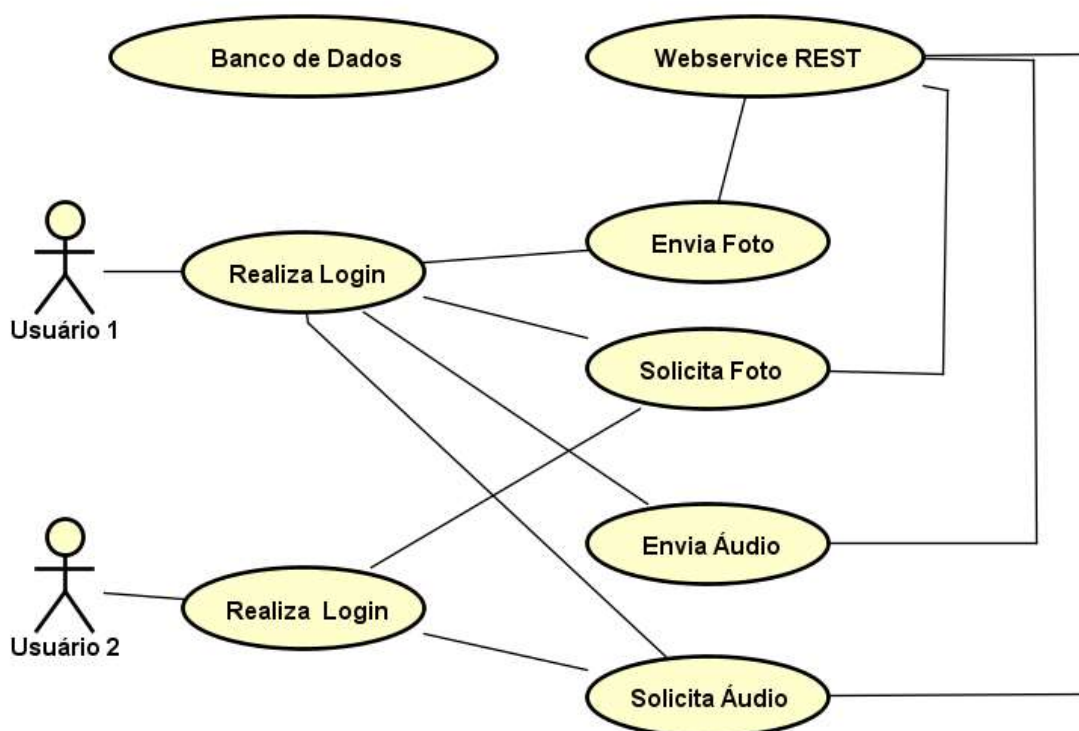 Banco de Dados
Webservice REST
Envia Foto
Realiza Login
Usuário 1
Solicita Foto
Envia Áudio
Realiza  Login
Usuário 2
Solicita Áudio